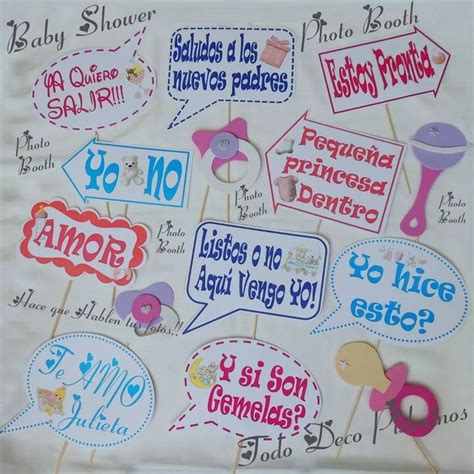 Baby Shower
Photo Booth
YA Quiero
SALIR!!!
Saludos a los
nuevos padres
Estoy Pronta
Photo
Booth
Yo NO
Photo
Booth
Pequeña
princesa
Dentro
AMOR
Photo
Booth
Listos o no
Aquí Vengo YO!
Yo hice
esto?
Hace que Hablen tus fotos.!!
Te AMO
Julieta
Y si Son
Gemelas?
Todo Deco